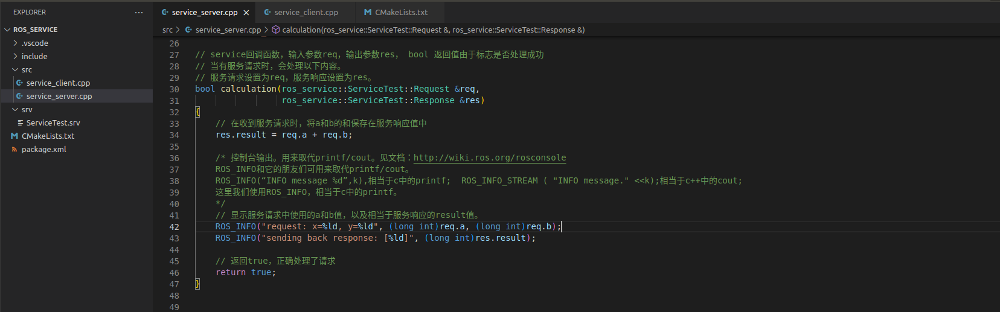 EXPLORER
...
ROS_SERVICE
.vscode
include
src
service_client.cpp
service_server.cpp
srv
ServiceTest.srv
CMakeLists.txt
package.xml
service_server.cpp
service_client.cpp
CMakeLists.txt
src > service_server.cpp > calculation(ros_service::ServiceTest::Request &, ros_service::ServiceTest::Response &)
26
27 // service回调函数，输入参数req，输出参数res， bool 返回值由于标志是否处理成功
28 // 当有服务请求时，会处理以下内容。
29 // 服务请求设置为req，服务响应设置为res。
30 bool calculation(ros_service::ServiceTest::Request &req,
31 ros_service::ServiceTest::Response &res)
32 {
33 // 在收到服务请求时，将a和b的和保存在服务响应值中
34 res.result = req.a + req.b;
35
36 /* 控制台输出。用来取代printf/cout。见文档：http://wiki.ros.org/rosconsole
37 ROS_INFO和它的朋友们可用来取代printf/cout。
38 ROS_INFO(“INFO message %d”,k),相当于c中的printf; ROS_INFO_STREAM ( "INFO message." <<k);相当于c++中的cout;
39 这里我们使用ROS_INFO，相当于c中的printf。
40 */
41 // 显示服务请求中使用的a和b值，以及相当于服务响应的result值。
42 ROS_INFO("request: x=%ld, y=%ld", (long int)req.a, (long int)req.b);
43 ROS_INFO("sending back response: [%ld]", (long int)res.result);
44
45 // 返回true，正确处理了请求
46 return true;
47 }
48
49